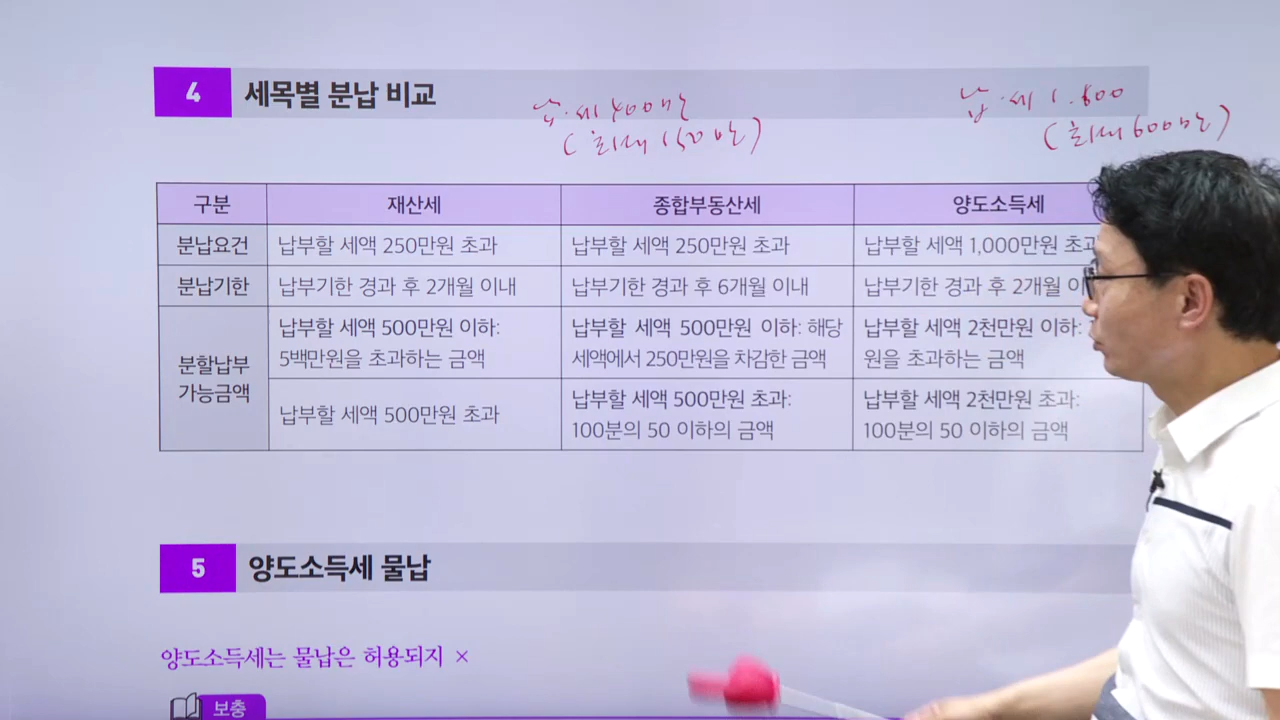 4 세목별 분납 비교
납·세 400만
(최대 150만)
납·세 1.600
(최대 600만)
구분 재산세 종합부동산세 양도소득세
분납요건 납부할 세액 250만원 초과 납부할 세액 250만원 초과 납부할 세액 1,000만원 초과
분납기한 납부기한 경과 후 2개월 이내 납부기한 경과 후 6개월 이내 납부기한 경과 후 2개월 이
분할납부
가능금액
납부할 세액 500만원 이하:
5백만원을 초과하는 금액
납부할 세액 500만원 이하: 해당
세액에서 250만원을 차감한 금액
납부할 세액 2천만원 이하:
원을 초과하는 금액
납부할 세액 500만원 초과
납부할 세액 500만원 초과:
100분의 50 이하의 금액
납부할 세액 2천만원 초과:
100분의 50 이하의 금액
5 양도소득세 물납
양도소득세는 물납은 허용되지 ×
보충